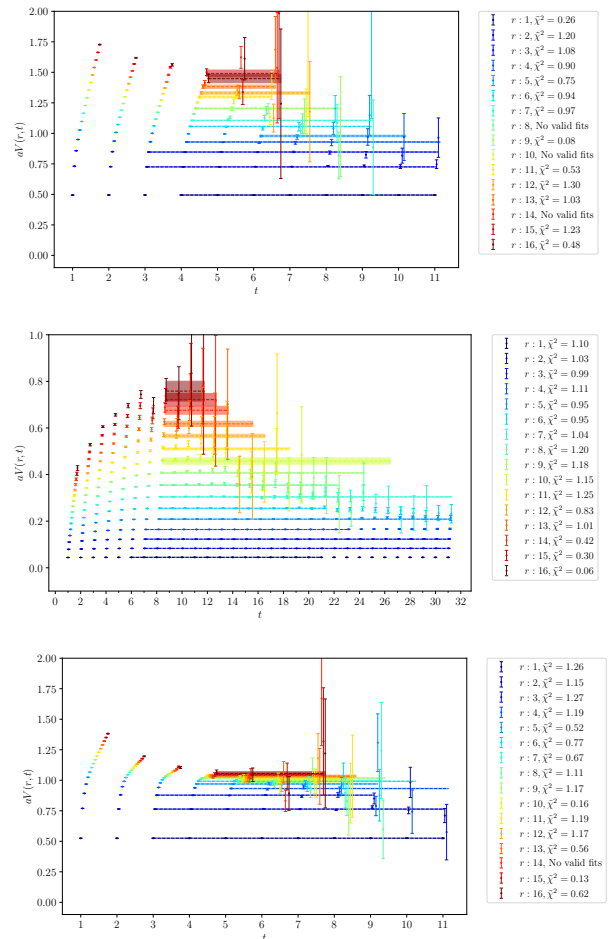 2.00
1.75
1.50
1.25
1.00
0.75
0.50
0.25
0.00
aV(r, t)
1 2 3 4 5 6 7 8 9 10 11
t
r : 1, χ̃² = 0.26
r : 2, χ̃² = 1.20
r : 3, χ̃² = 1.08
r : 4, χ̃² = 0.90
r : 5, χ̃² = 0.75
r : 6, χ̃² = 0.94
r : 7, χ̃² = 0.97
r : 8, No valid fits
r : 9, χ̃² = 0.08
r : 10, No valid fits
r : 11, χ̃² = 0.53
r : 12, χ̃² = 1.30
r : 13, χ̃² = 1.03
r : 14, No valid fits
r : 15, χ̃² = 1.23
r : 16, χ̃² = 0.48
1.0
0.8
0.6
0.4
0.2
0.0
aV(r, t)
0 2 4 6 8 10 12 14 16 18 20 22 24 26 28 30 32
t
r : 1, χ̃² = 1.10
r : 2, χ̃² = 1.03
r : 3, χ̃² = 0.99
r : 4, χ̃² = 1.11
r : 5, χ̃² = 0.95
r : 6, χ̃² = 0.95
r : 7, χ̃² = 1.04
r : 8, χ̃² = 1.20
r : 9, χ̃² = 1.18
r : 10, χ̃² = 1.15
r : 11, χ̃² = 1.25
r : 12, χ̃² = 0.83
r : 13, χ̃² = 1.01
r : 14, χ̃² = 0.42
r : 15, χ̃² = 0.30
r : 16, χ̃² = 0.06
2.00
1.75
1.50
1.25
1.00
0.75
0.50
0.25
0.00
aV(r, t)
1 2 3 4 5 6 7 8 9 10 11
t
r : 1, χ̃² = 1.26
r : 2, χ̃² = 1.15
r : 3, χ̃² = 1.27
r : 4, χ̃² = 1.19
r : 5, χ̃² = 0.52
r : 6, χ̃² = 0.77
r : 7, χ̃² = 0.67
r : 8, χ̃² = 1.11
r : 9, χ̃² = 1.17
r : 10, χ̃² = 0.16
r : 11, χ̃² = 1.19
r : 12, χ̃² = 1.17
r : 13, χ̃² = 0.56
r : 14, No valid fits
r : 15, χ̃² = 0.13
r : 16, χ̃² = 0.62